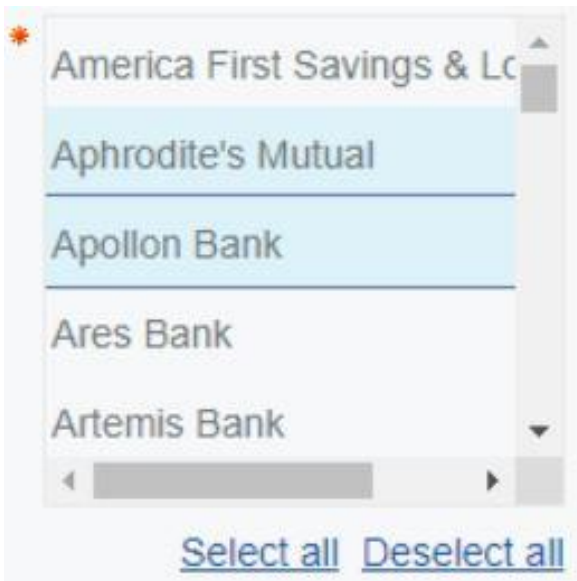 America First Savings & Lo
Aphrodite's Mutual
Apollon Bank
Ares Bank
Artemis Bank
Select all Deselect all